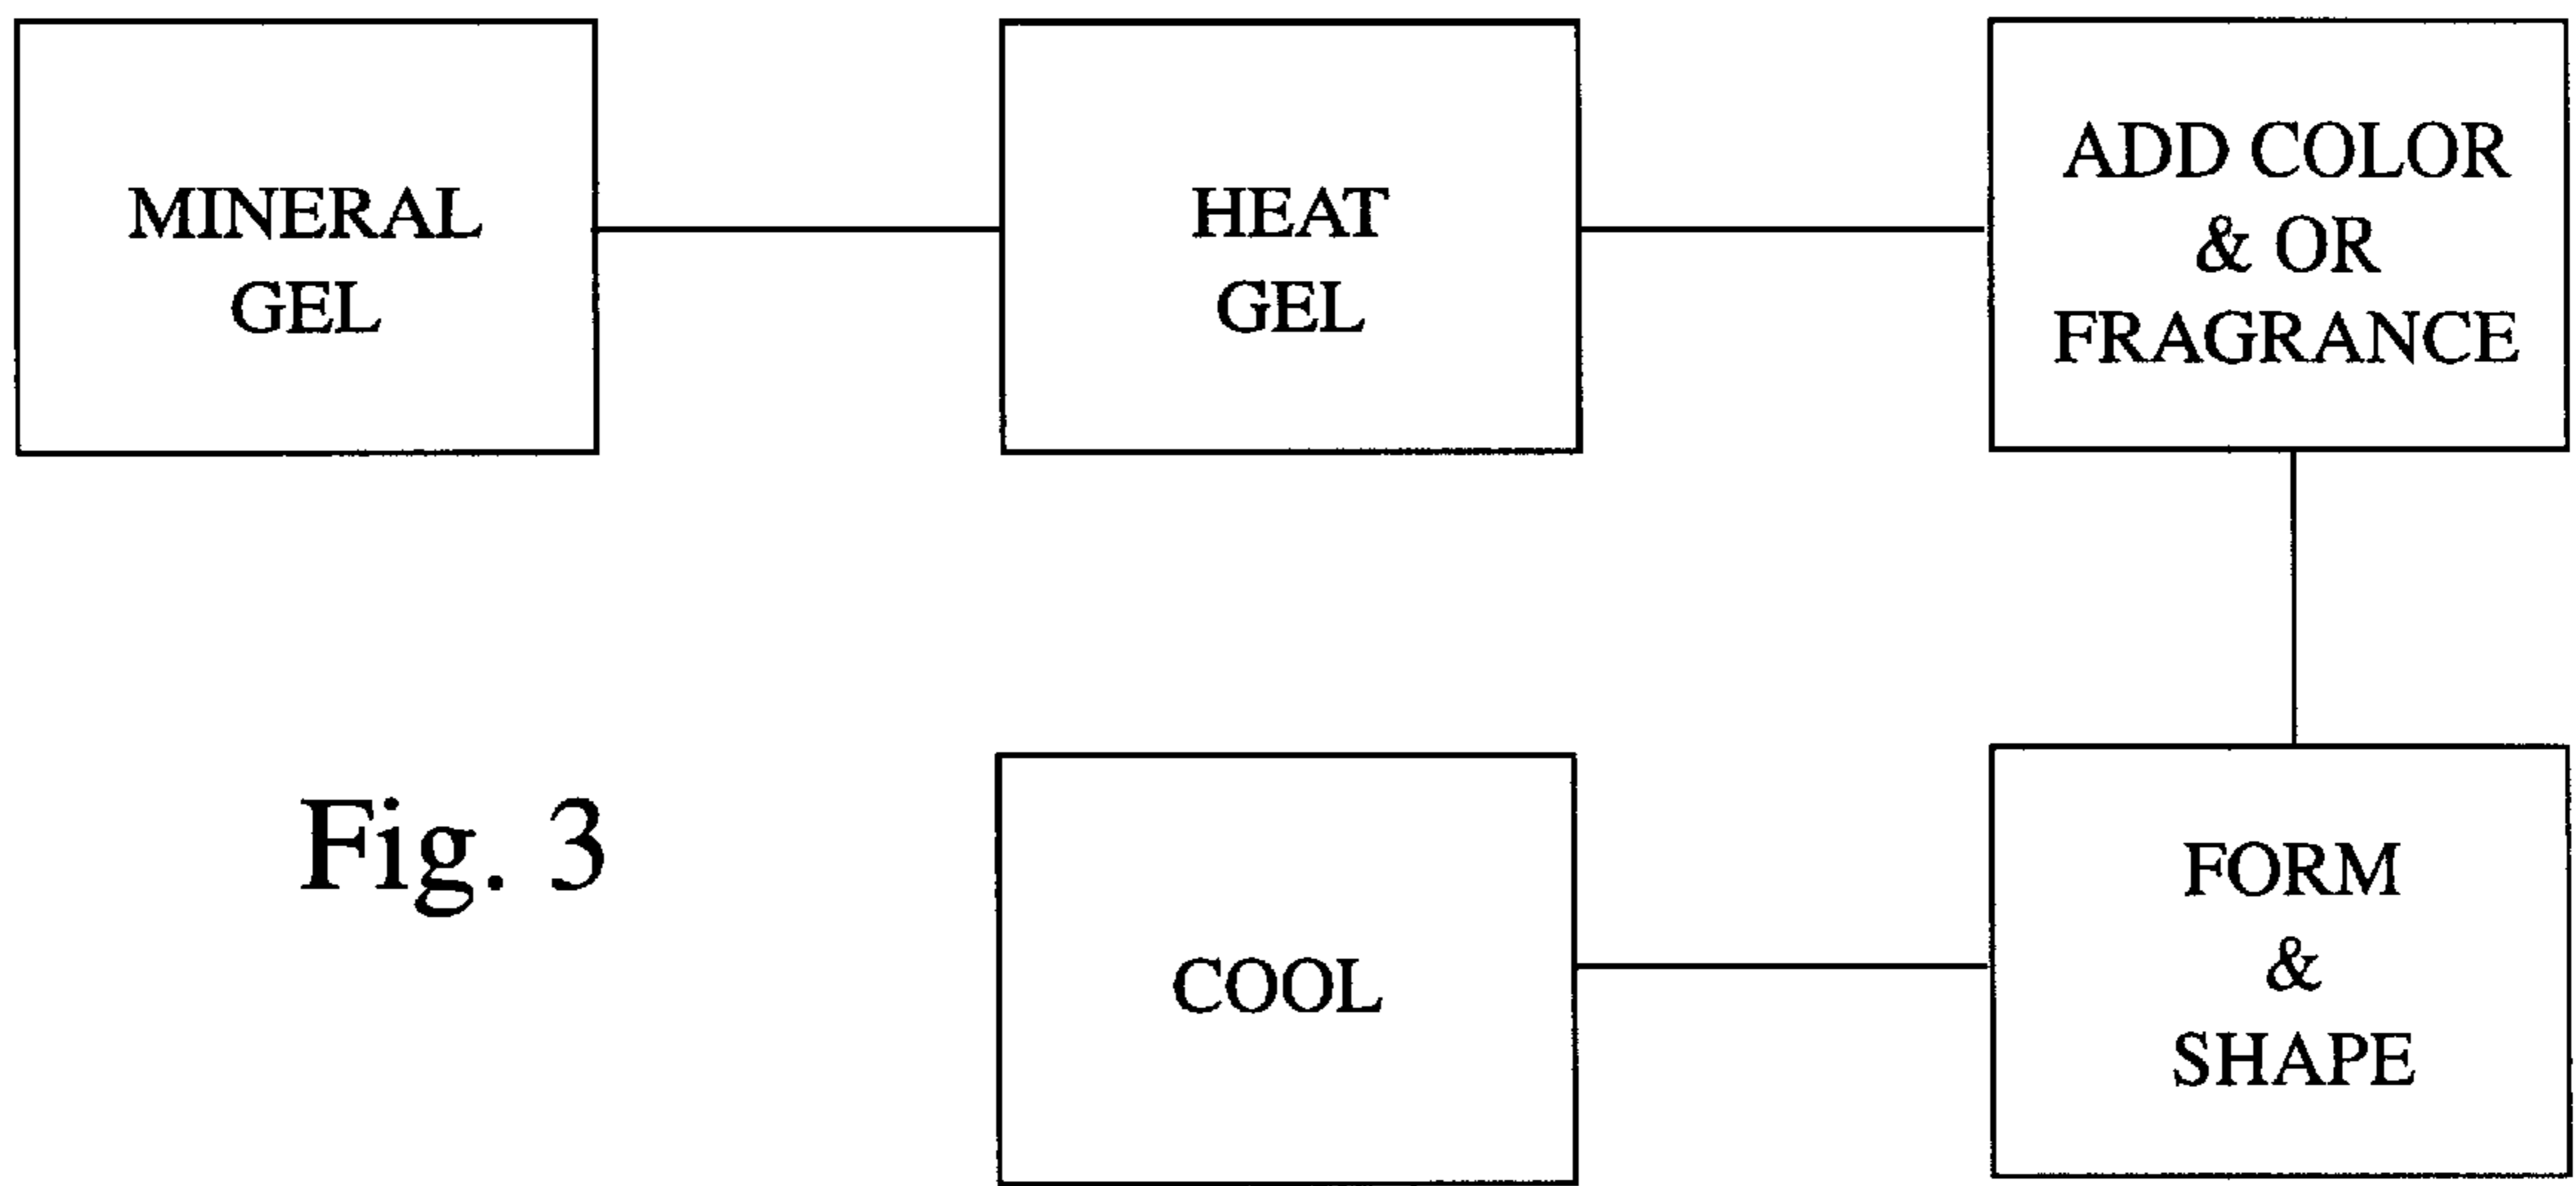 MINERAL
GEL
HEAT
GEL
ADD COLOR
& OR
FRAGRANCE
Fig. 3
COOL
FORM
&
SHAPE